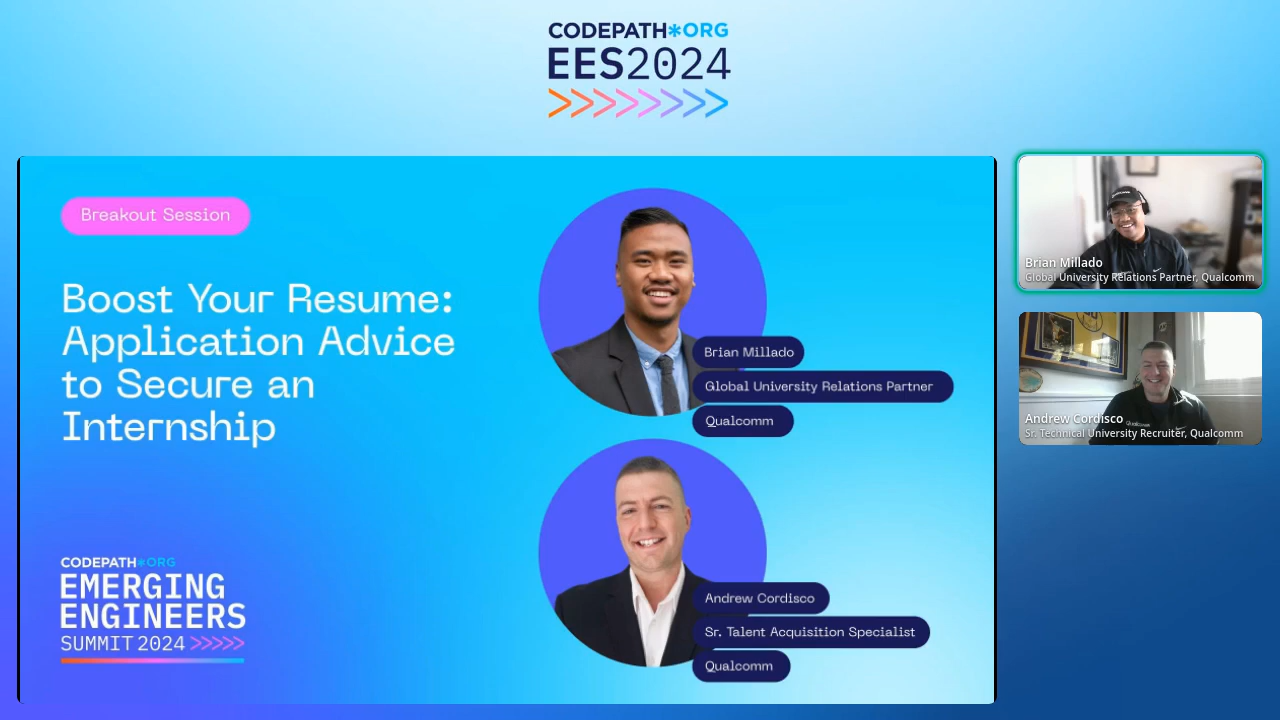 CODEPATH*ORG
EES2024
Breakout Session
Boost Your Resume:
Application Advice
to Secure an
Internship
Brian Millado
Global University Relations Partner
Qualcomm
Andrew Cordisco
Sr. Talent Acquisition Specialist
Qualcomm
CODEPATH*ORG
EMERGING
ENGINEERS
SUMMIT 2024
Brian Millado
Global University Relations Partner, Qualcomm
Andrew Cordisco
Sr. Technical University Recruiter, Qualcomm